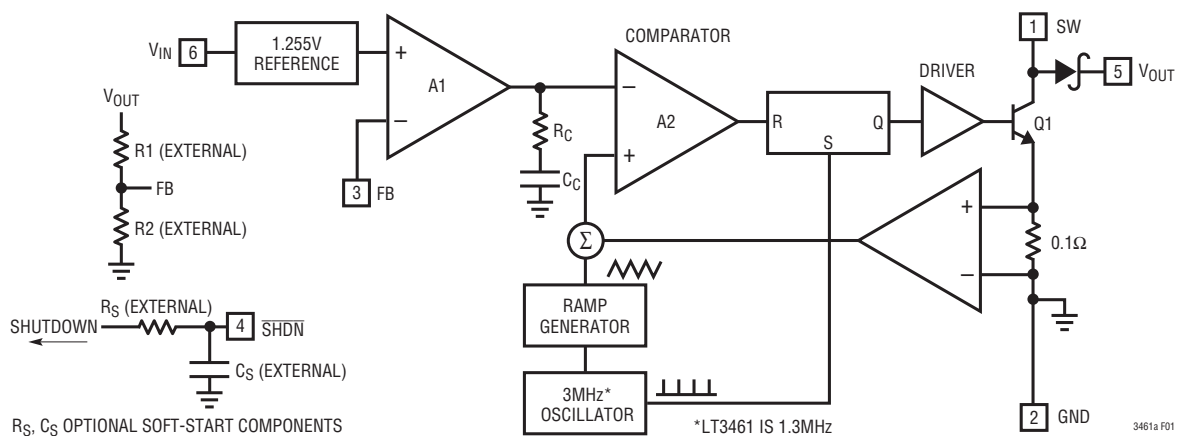 1 SW
COMPARATOR
V_IN 6
1.255V
REFERENCE
+
A1
−
DRIVER
5 V_OUT
V_OUT
−
A2
+
R Q
S
Q1
R_C
R1 (EXTERNAL)
C_C
3 FB
FB
R2 (EXTERNAL)
+
−
0.1Ω
Σ
RAMP
GENERATOR
R_S (EXTERNAL)
SHUTDOWN
4 S̅H̅D̅N̅
C_S (EXTERNAL)
3MHz*
OSCILLATOR
*LT3461 IS 1.3MHz
2 GND
R_S, C_S OPTIONAL SOFT-START COMPONENTS
3461a F01